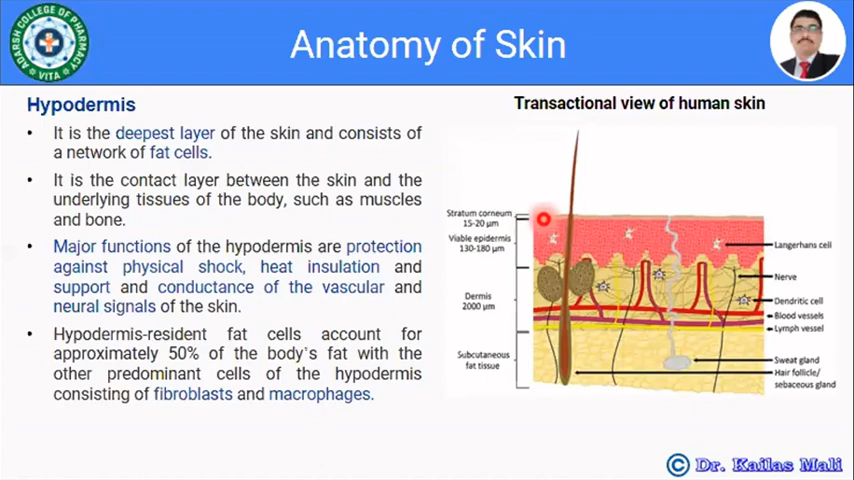 ADARSH COLLEGE OF PHARMACY
VITA
Anatomy of Skin
Hypodermis
• It is the deepest layer of the skin and consists of
a network of fat cells.
• It is the contact layer between the skin and the
underlying tissues of the body, such as muscles
and bone.
• Major functions of the hypodermis are protection
against physical shock, heat insulation and
support and conductance of the vascular and
neural signals of the skin.
• Hypodermis-resident fat cells account for
approximately 50% of the body's fat with the
other predominant cells of the hypodermis
consisting of fibroblasts and macrophages.
Transactional view of human skin
Stratum corneum
15-20 µm
Viable epidermis
130-180 µm
Dermis
2000 µm
Subcutaneous
fat tissue
Langerhans cell
Nerve
Dendritic cell
Blood vessels
Lymph vessel
Sweat gland
Hair follicle/
sebaceous gland
© Dr. Kailas Mali